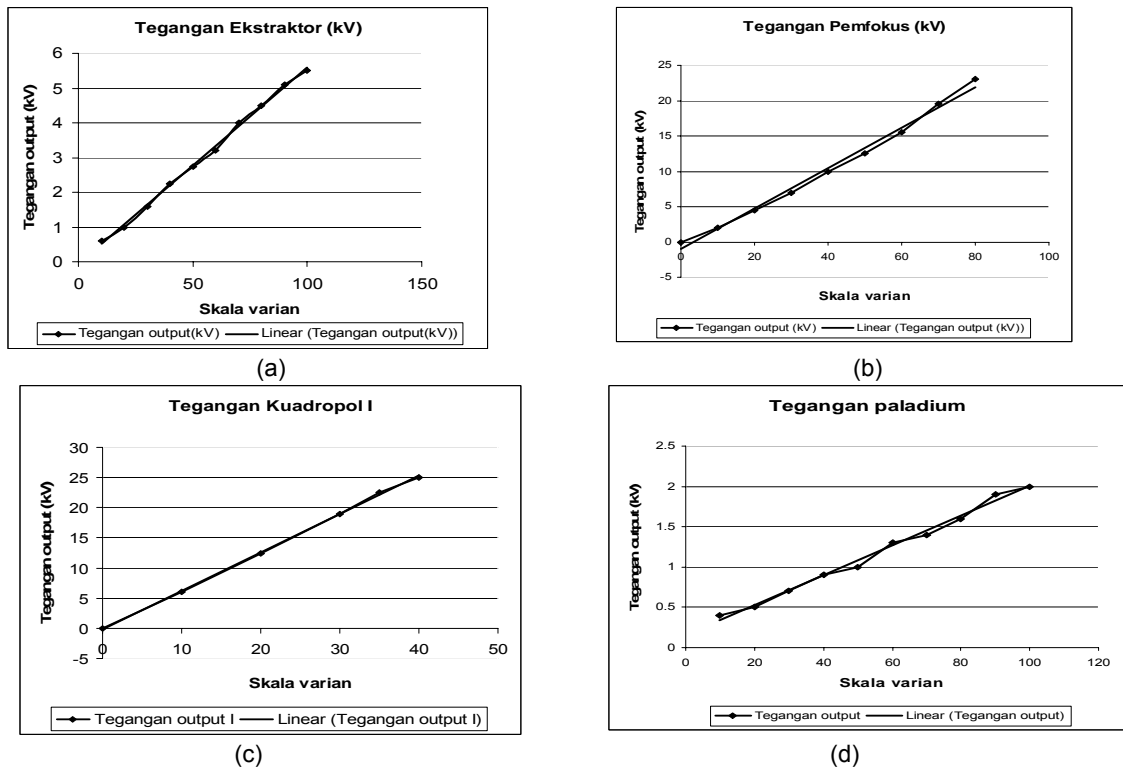 Tegangan Ekstraktor (kV)
Tegangan output (kV)
6
5
4
3
2
1
0
0 50 100 150
Skala varian
Tegangan output(kV) Linear (Tegangan output(kV))
(a)
Tegangan Pemfokus (kV)
Tegangan output (kV)
25
20
15
10
5
0
-5
0 20 40 60 80 100
Skala varian
Tegangan output (kV) Linear (Tegangan output (kV))
(b)
Tegangan Kuadropol I
Tegangan output (kV)
30
25
20
15
10
5
0
-5
0 10 20 30 40 50
Skala varian
Tegangan output I Linear (Tegangan output I)
(c)
Tegangan paladium
Tegangan output (kV)
2.5
2
1.5
1
0.5
0
0 20 40 60 80 100 120
Skala varian
Tegangan output Linear (Tegangan output)
(d)